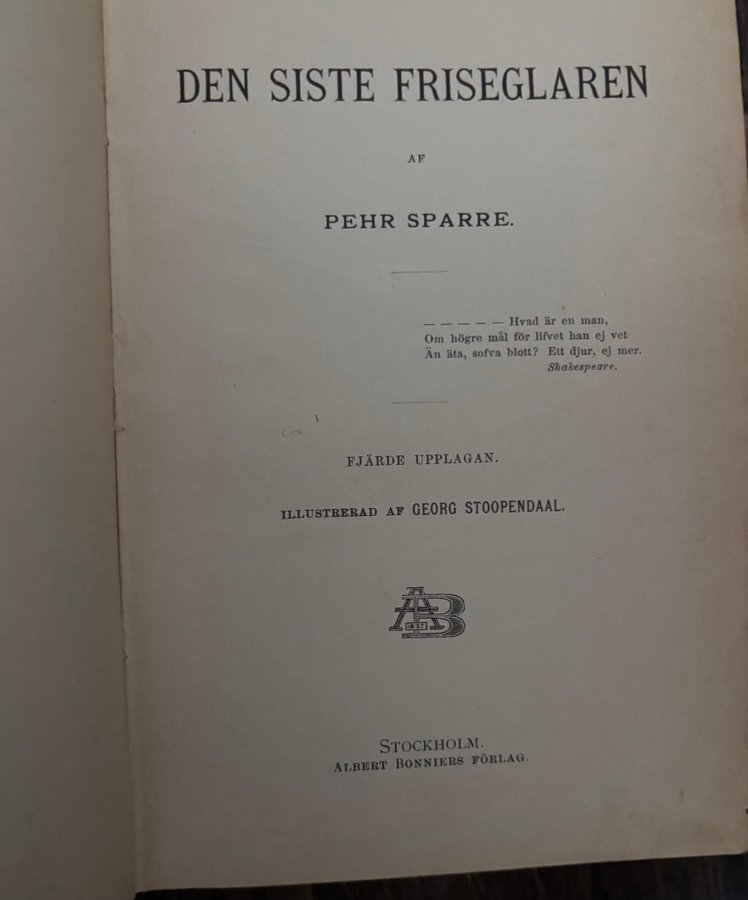 DEN SISTE FRISEGLAREN
AF
PEHR SPARRE.
— — — — — Hvad är en man,
Om högre mål för lifvet han ej vet
Än äta, sofva blott? Ett djur, ej mer.
Shakespeare.
FJÄRDE UPPLAGAN.
ILLUSTRERAD AF GEORG STOOPENDAAL.
AB
1837
STOCKHOLM.
ALBERT BONNIERS FÖRLAG.